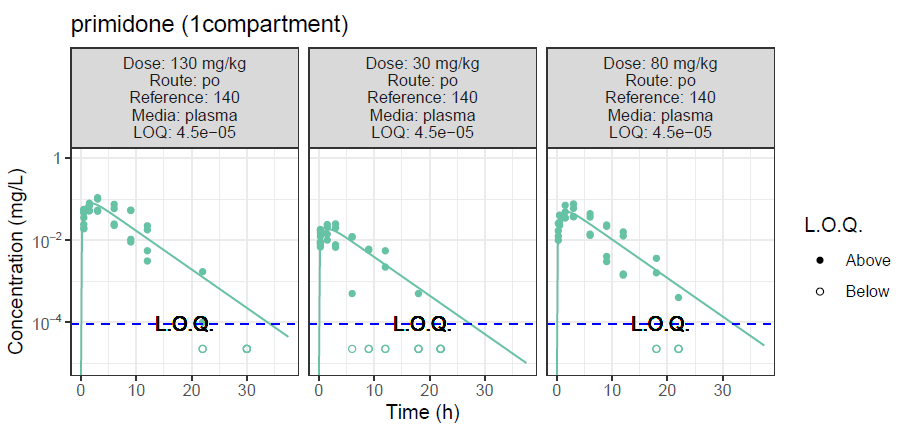 primidone (1compartment)
Dose: 130 mg/kg
Route: po
Reference: 140
Media: plasma
LOQ: 4.5e−05
Dose: 30 mg/kg
Route: po
Reference: 140
Media: plasma
LOQ: 4.5e−05
Dose: 80 mg/kg
Route: po
Reference: 140
Media: plasma
LOQ: 4.5e−05
Concentration (mg/L)
1
10−2
10−4
L.O.Q.
L.O.Q.
L.O.Q.
0 10 20 30
0 10 20 30
0 10 20 30
Time (h)
L.O.Q.
Above
Below